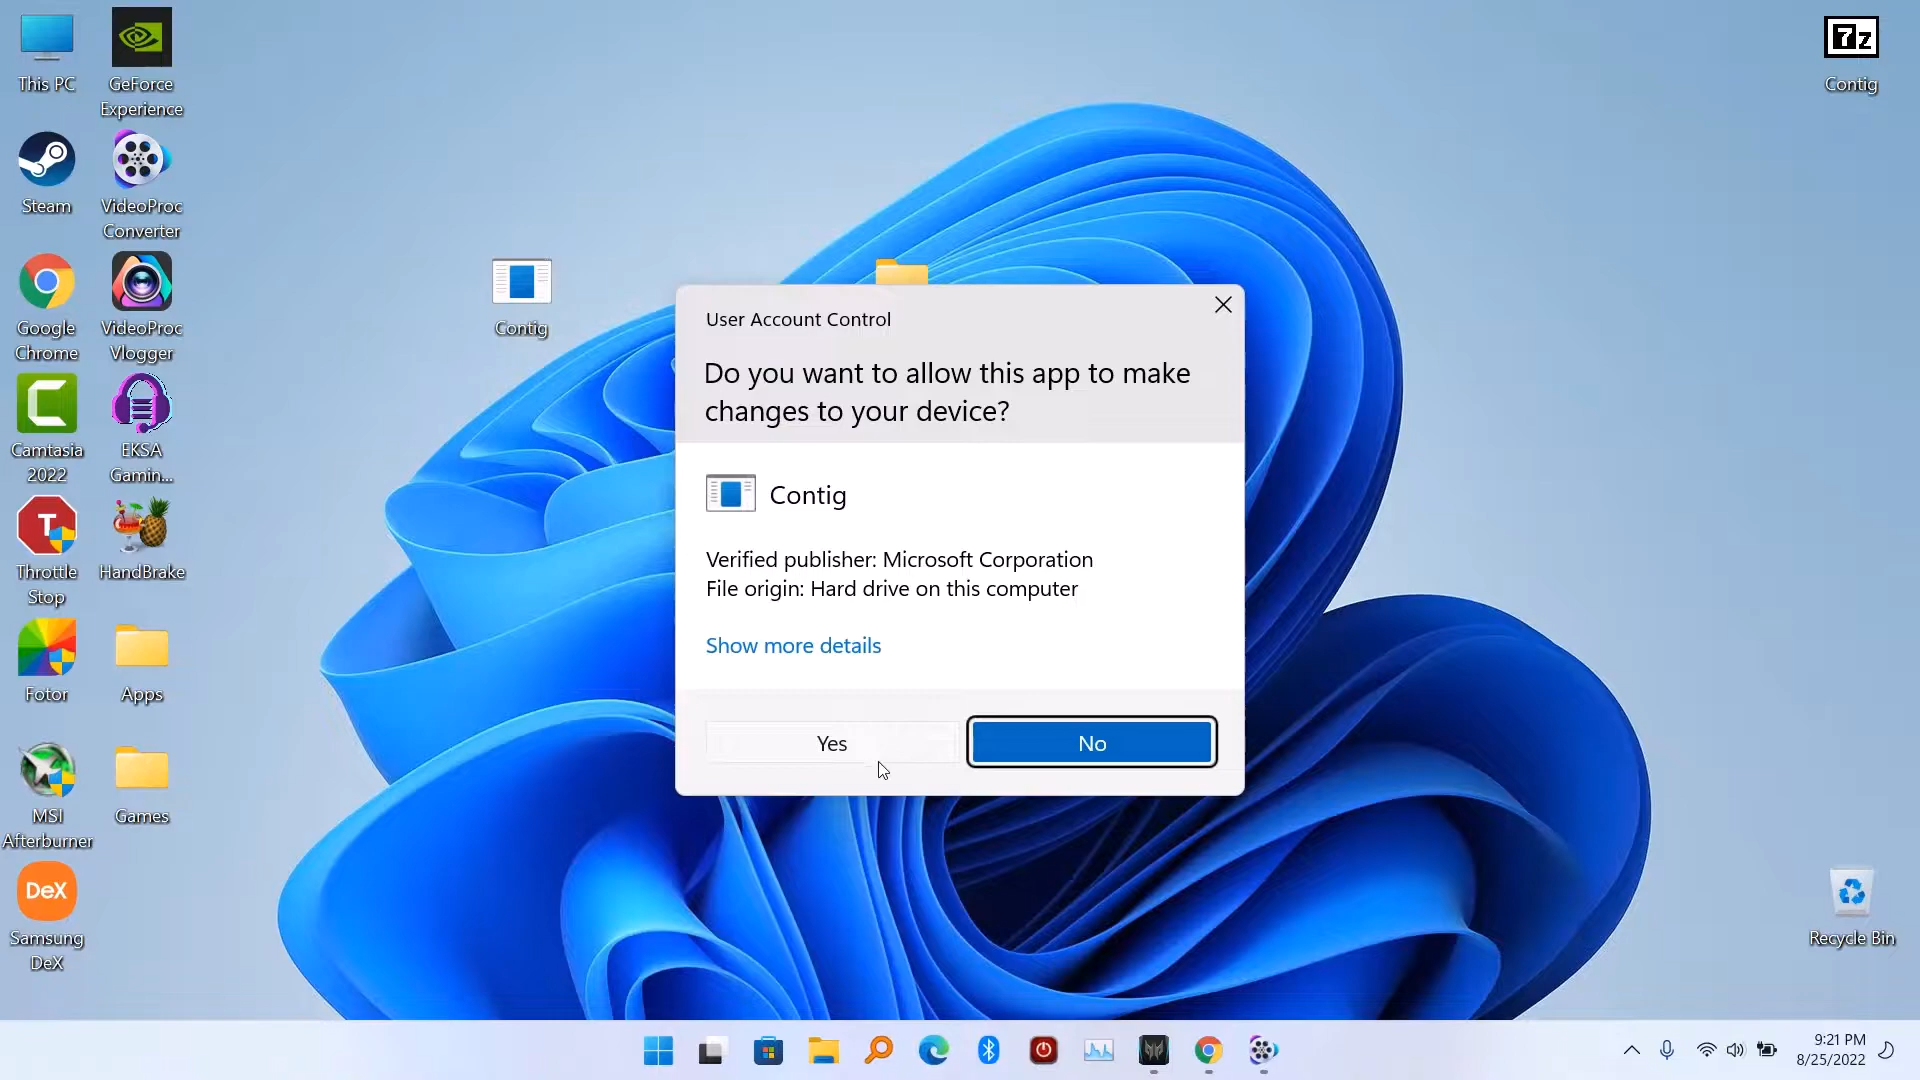 This PC
GeForce
Experience
Steam
VideoProc
Converter
Google
Chrome
VideoProc
Vlogger
Camtasia
2022
EKSA
Gamin...
T
Throttle
Stop
HandBrake
Fotor
Apps
MSI
Afterburner
Games
DeX
Samsung
DeX
Contig
User Account Control
Do you want to allow this app to make
changes to your device?
Contig
Verified publisher: Microsoft Corporation
File origin: Hard drive on this computer
Show more details
Yes
No
7z
Contig
Recycle Bin
9:21 PM
8/25/2022